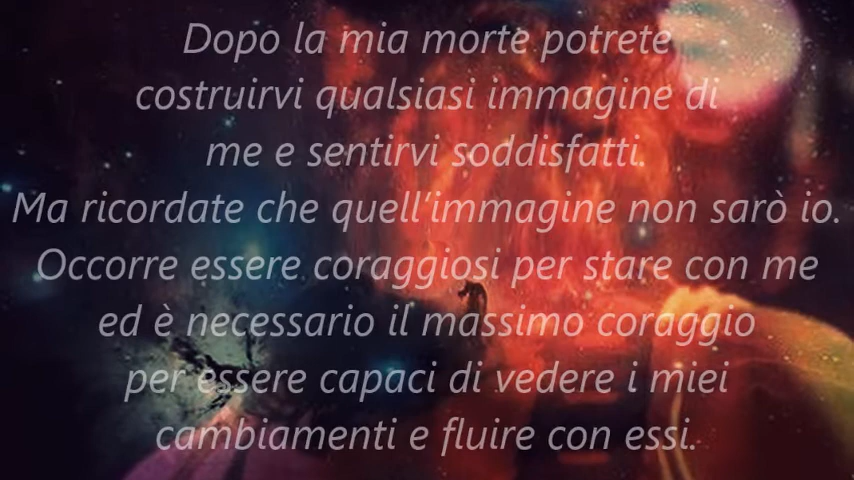 Dopo la mia morte potrete
costruirvi qualsiasi immagine di
me e sentirvi soddisfatti.
Ma ricordate che quell'immagine non sarò io.
Occorre essere coraggiosi per stare con me
ed è necessario il massimo coraggio
per essere capaci di vedere i miei
cambiamenti e fluire con essi.